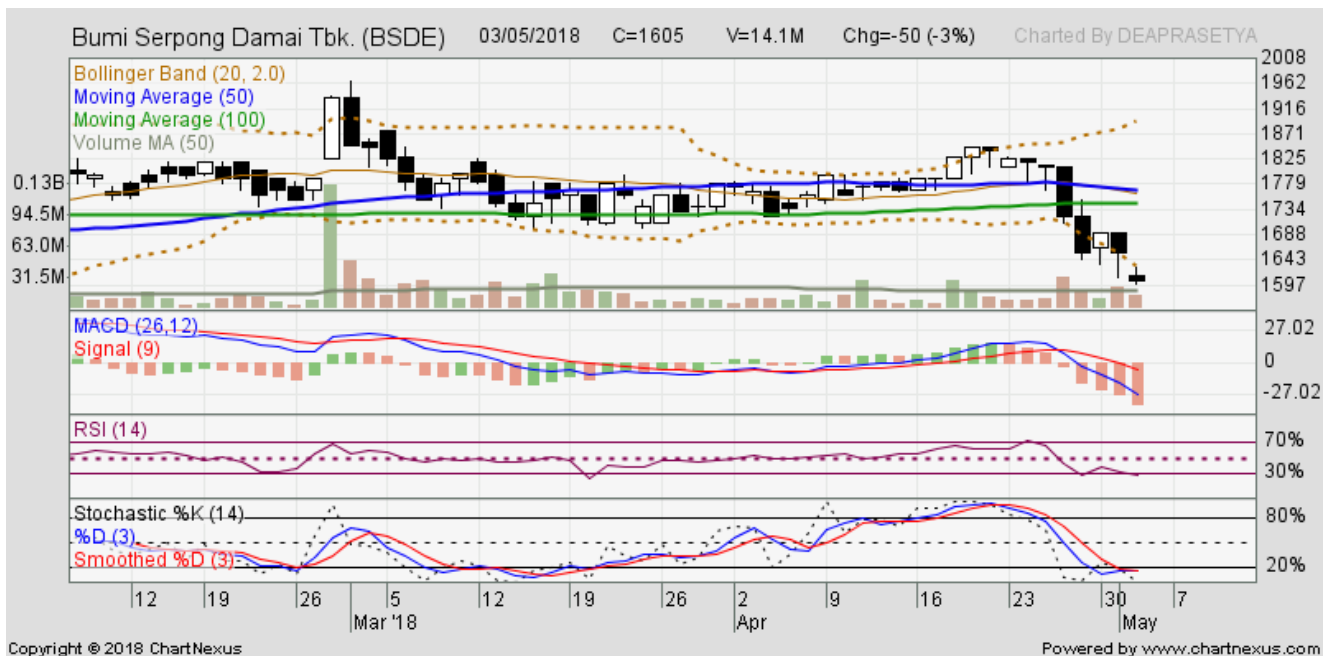 Bumi Serpong Damai Tbk. (BSDE) 03/05/2018 C=1605 V=14.1M Chg=-50 (-3%) Charted By DEAPRASETYA
Bollinger Band (20, 2.0)
Moving Average (50)
Moving Average (100)
Volume MA (50)
0.13B
94.5M
63.0M
31.5M
2008
1962
1916
1871
1825
1779
1734
1688
1643
1597
MACD (26,12)
Signal (9)
27.02
0
-27.02
RSI (14)
70%
30%
Stochastic %K (14)
%D (3)
Smoothed %D (3)
80%
20%
12 19 26 5 12 19 26 2 9 16 23 30 7
Mar '18 Apr May
Copyright © 2018 ChartNexus Powered by www.chartnexus.com